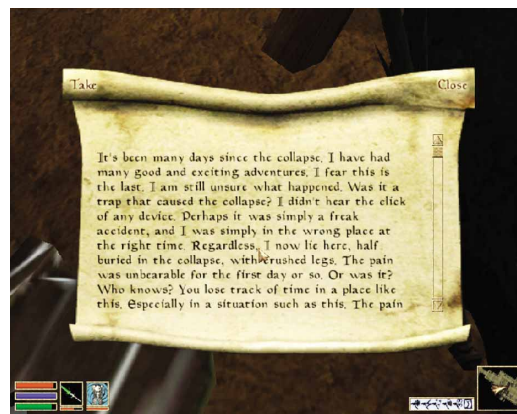 Take
Close
It's been many days since the collapse. I have had
many good and exciting adventures. I fear this is
the last. I am still unsure what happened. Was it a
trap that caused the collapse? I didn't hear the click
of any device. Perhaps it was simply a freak
accident, and I was simply in the wrong place at
the right time. Regardless, I now lie here, half
buried in the collapse, with crushed legs. The pain
was unbearable for the first day or so. Or was it?
Who knows? You lose track of time in a place like
this. Especially in a situation such as this. The pain